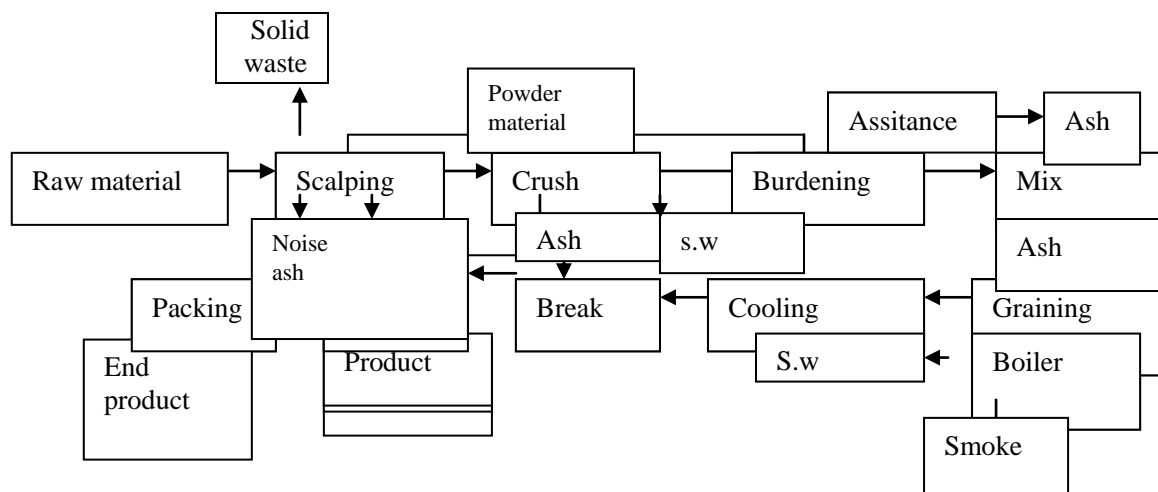 Solid
waste
Powder
material
Assitance
Ash
Raw material
Scalping
Crush
Burdening
Mix
Noise
ash
Ash
s.w
Ash
Packing
Break
Cooling
Graining
End
product
Product
S.w
Boiler
Smoke